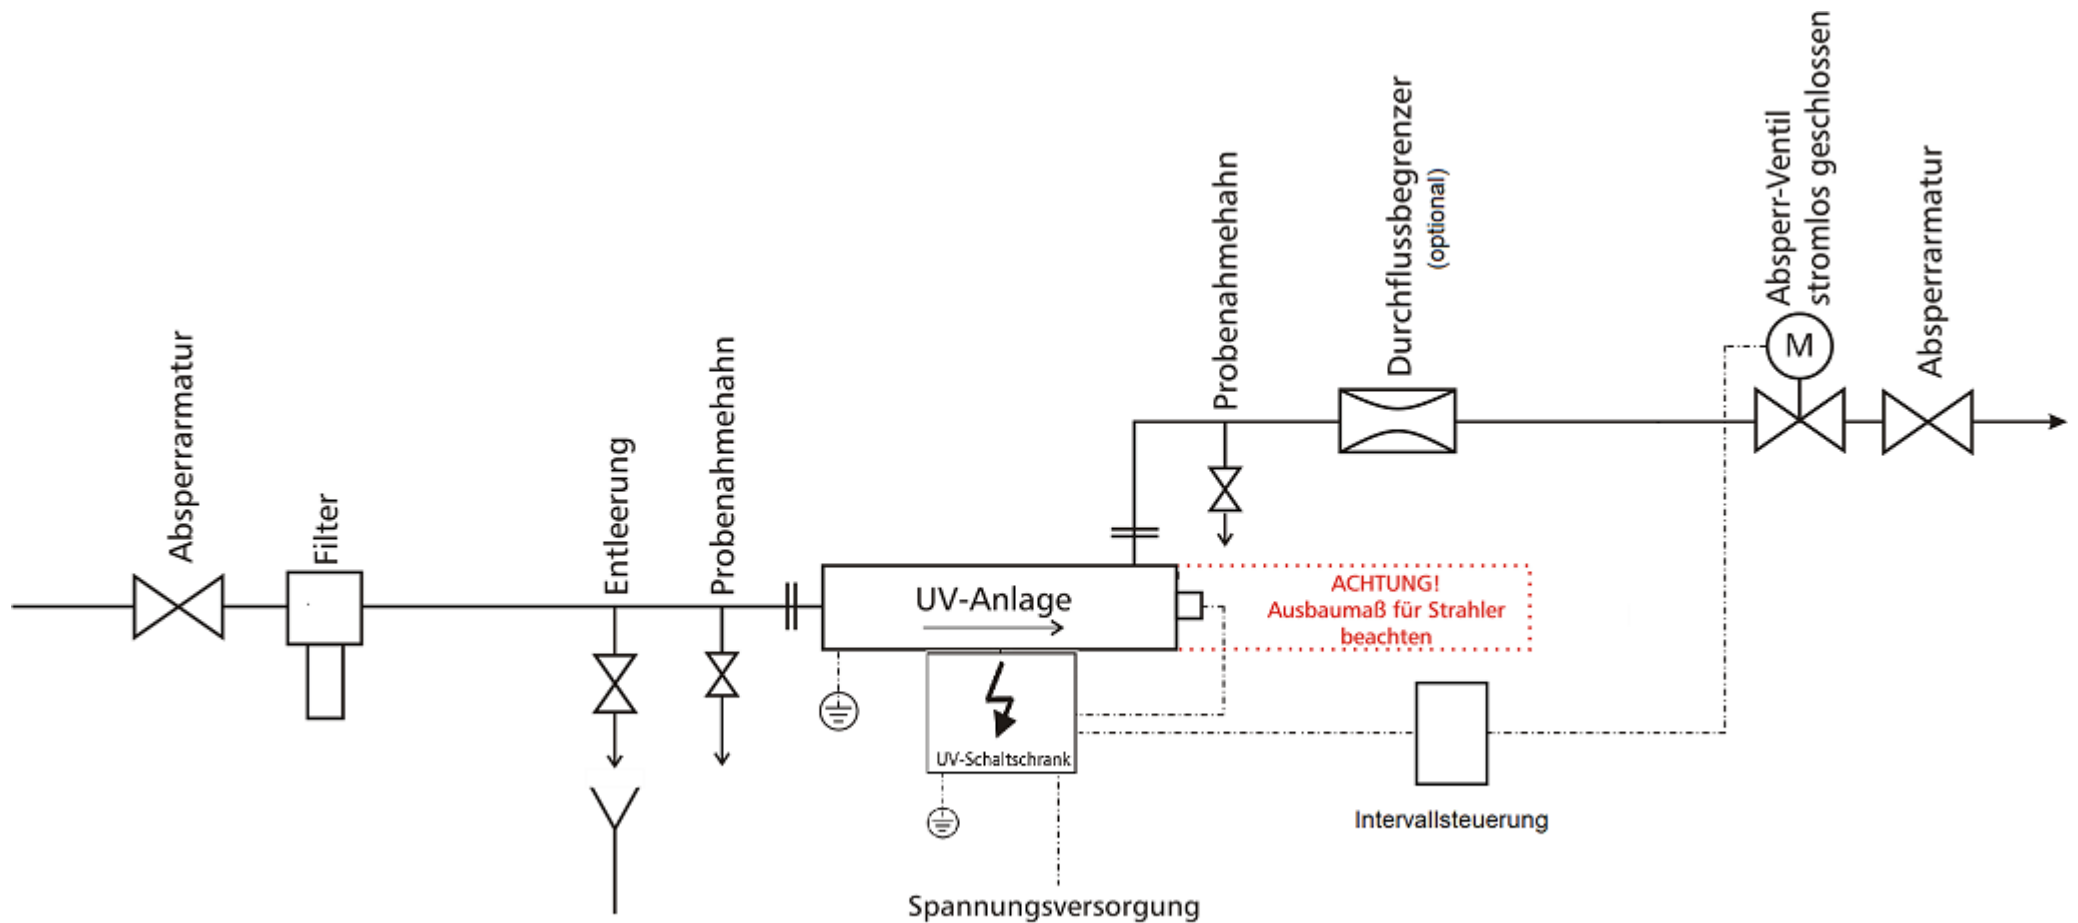 Absperrarmatur
Filter
Entleerung
Probenahmehahn
Probenahmehahn
Durchflussbegrenzer
(optional)
Absperr-Ventil
stromlos geschlossen
Absperrarmatur
M
UV-Anlage
ACHTUNG!
Ausbaumaß für Strahler
beachten
UV-Schaltschrank
Intervallsteuerung
Spannungsversorgung